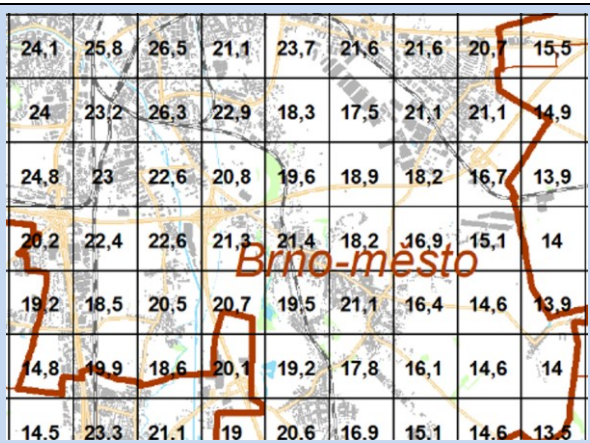 24,1 25,8 26,5 21,1 23,7 21,6 21,6 20,7 15,5
24 23,2 26,3 22,9 18,3 17,5 21,1 21,1 14,9
24,8 23 22,6 20,8 19,6 18,9 18,2 16,7 13,9
20,2 22,4 22,6 21,3 21,4 18,2 16,9 15,1 14
Brno-město
19,2 18,5 20,5 20,7 19,5 21,1 16,4 14,6 13,9
14,8 19,9 18,6 20,1 19,2 17,8 16,1 14,6 14
14,5 23,3 21,1 19 20,6 16,9 15,1 14,6 13,5